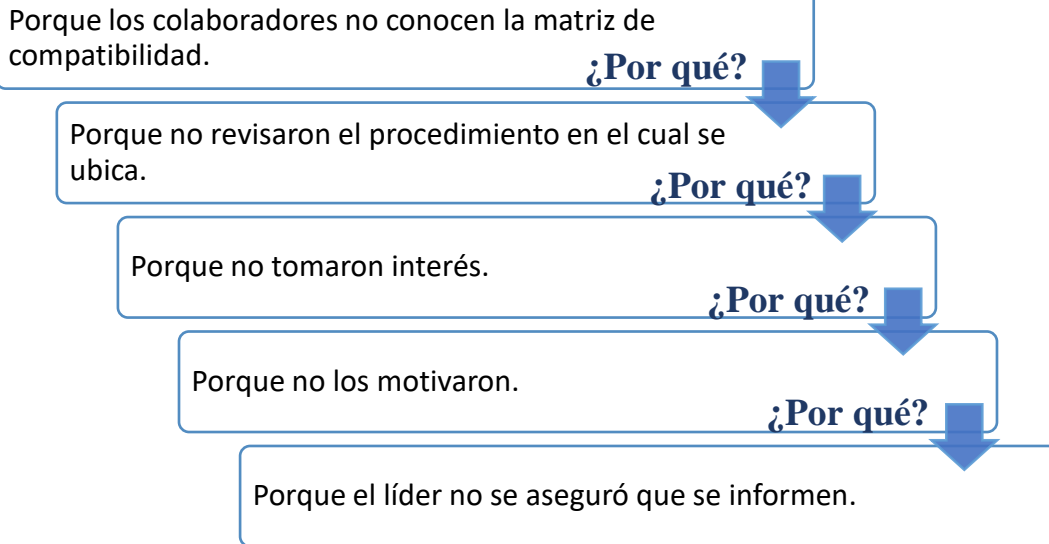 Porque los colaboradores no conocen la matriz de
compatibilidad.
¿Por qué?
Porque no revisaron el procedimiento en el cual se
ubica.
¿Por qué?
Porque no tomaron interés.
¿Por qué?
Porque no los motivaron.
¿Por qué?
Porque el líder no se aseguró que se informen.